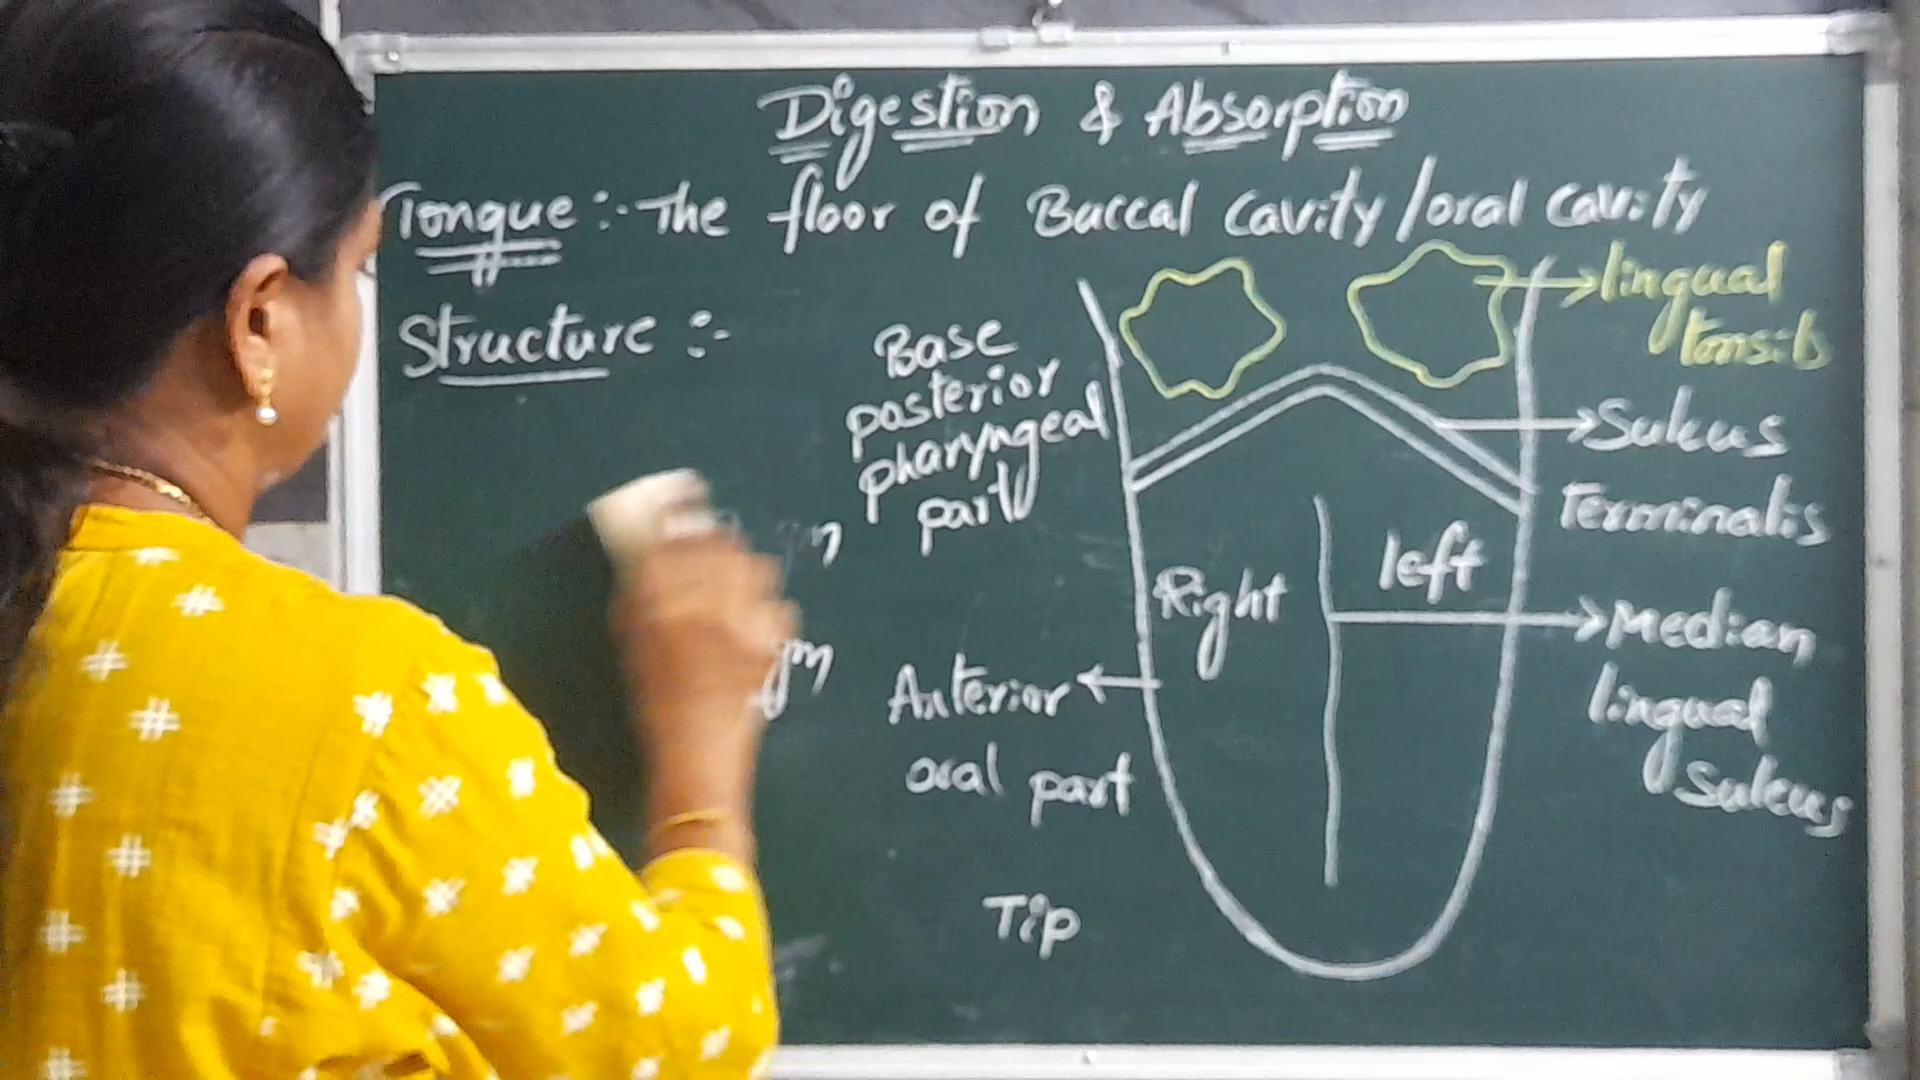 Digestion & Absorption
Tongue :- The floor of Buccal Cavity/oral cavity
Structure :-
Base
posterior
pharyngeal
part
lingual
tonsils
Sulcus
Terminalis
Right
left
Median
lingual
Sulcus
Anterior
oral part
Tip